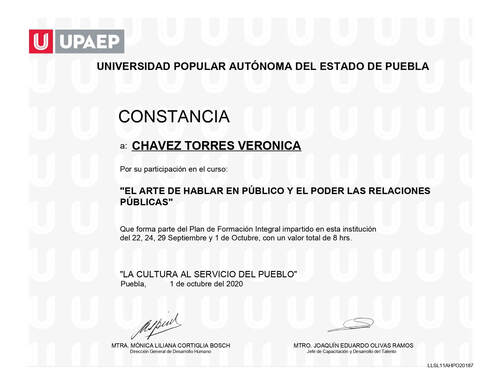 UPAEP
UNIVERSIDAD POPULAR AUTÓNOMA DEL ESTADO DE PUEBLA
CONSTANCIA
a: CHAVEZ TORRES VERONICA
Por su participación en el curso:
"EL ARTE DE HABLAR EN PÚBLICO Y EL PODER LAS RELACIONES
PÚBLICAS"
Que forma parte del Plan de Formación Integral impartido en esta institución
del 22, 24, 29 Septiembre y 1 de Octubre, con un valor total de 8 hrs.
"LA CULTURA AL SERVICIO DEL PUEBLO"
Puebla, 1 de octubre del 2020
MTRA. MÓNICA LILIANA CORTIGLIA BOSCH
Dirección General de Desarrollo Humano
MTRO. JOAQUÍN EDUARDO OLIVAS RAMOS
Jefe de Capacitación y Desarrollo del Talento
LLSL11AHPO20187